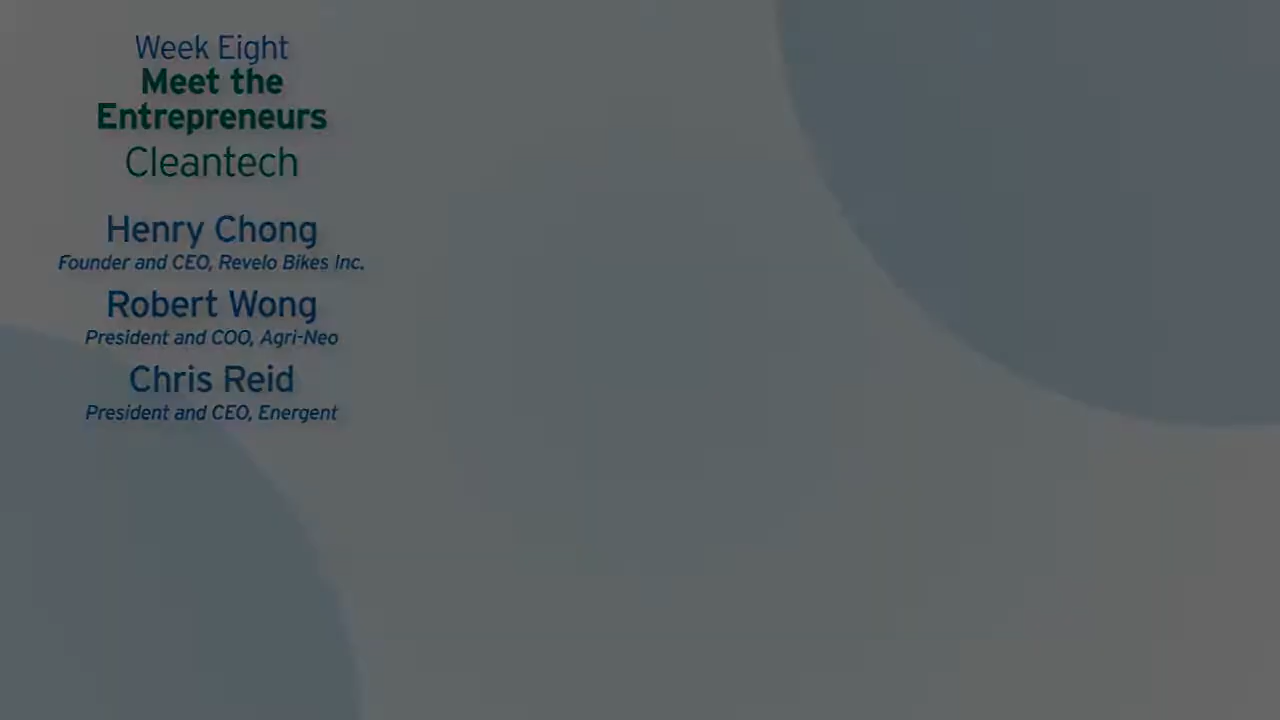 Week Eight
Meet the
Entrepreneurs
Cleantech
Henry Chong
Founder and CEO, Revelo Bikes Inc.
Robert Wong
President and COO, Agri-Neo
Chris Reid
President and CEO, Energent